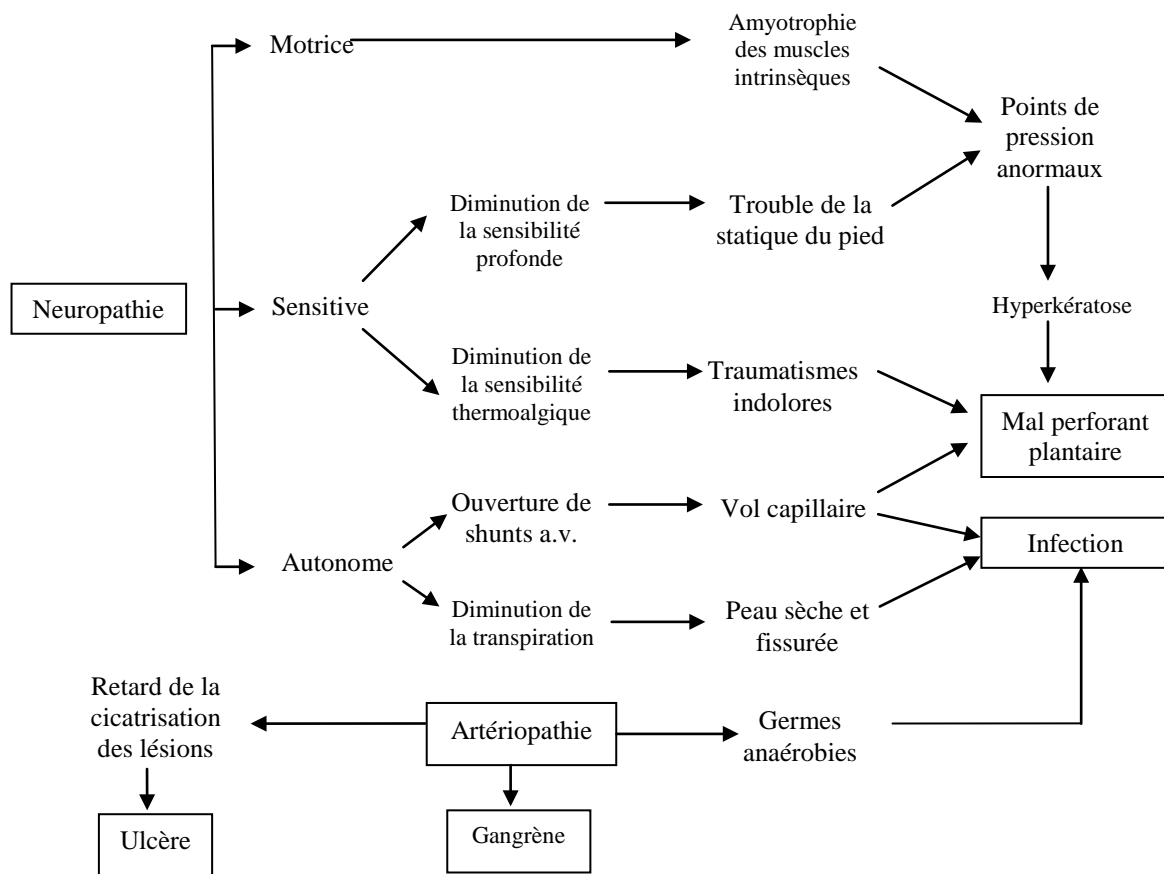 Motrice
Amyotrophie
des muscles
intrinsèques
Points de
pression
anormaux
Diminution de
la sensibilité
profonde
Trouble de la
statique du pied
Neuropathie
Sensitive
Hyperkératose
Diminution de
la sensibilité
thermoalgique
Traumatismes
indolores
Mal perforant
plantaire
Ouverture de
shunts a.v.
Vol capillaire
Infection
Autonome
Diminution de
la transpiration
Peau sèche et
fissurée
Retard de la
cicatrisation
des lésions
Artériopathie
Germes
anaérobies
Ulcère
Gangrène